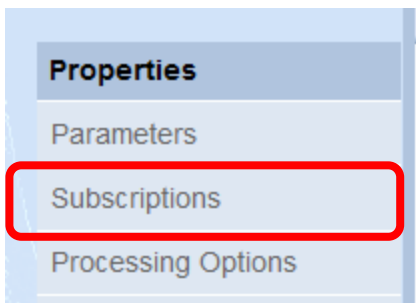 Properties
Parameters
Subscriptions
Processing Options